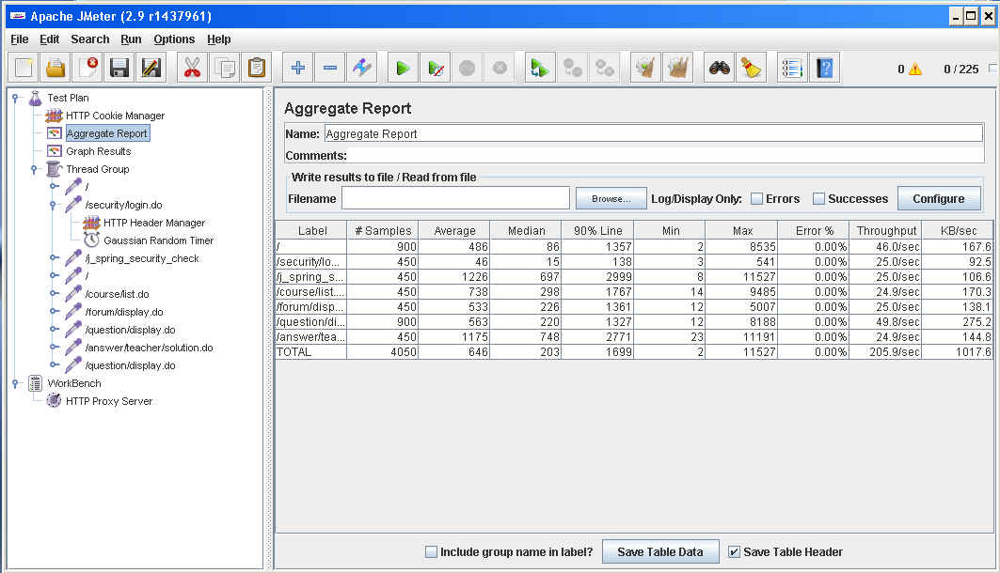 Apache JMeter (2.9 r1437961)
File Edit Search Run Options Help
0 0 / 225
Test Plan
HTTP Cookie Manager
Aggregate Report
Graph Results
Thread Group
/
/security/login.do
HTTP Header Manager
Gaussian Random Timer
/j_spring_security_check
/
/course/list.do
/forum/display.do
/question/display.do
/answer/teacher/solution.do
/question/display.do
WorkBench
HTTP Proxy Server
Aggregate Report
Name: Aggregate Report
Comments:
Write results to file / Read from file
Filename Browse... Log/Display Only: Errors Successes Configure
Label # Samples Average Median 90% Line Min Max Error % Throughput KB/sec
/ 900 486 86 1357 2 8535 0.00% 46.0/sec 167.6
/security/lo... 450 46 15 138 3 541 0.00% 25.0/sec 92.5
/j_spring_s... 450 1226 697 2999 8 11527 0.00% 25.0/sec 106.6
/course/list.... 450 738 298 1767 14 9485 0.00% 24.9/sec 170.3
/forum/disp... 450 533 226 1361 12 5007 0.00% 25.0/sec 138.1
/question/di... 900 563 220 1327 12 8188 0.00% 49.8/sec 275.2
/answer/tea... 450 1175 748 2771 23 11191 0.00% 24.9/sec 144.8
TOTAL 4050 646 203 1699 2 11527 0.00% 205.9/sec 1017.6
Include group name in label? Save Table Data Save Table Header